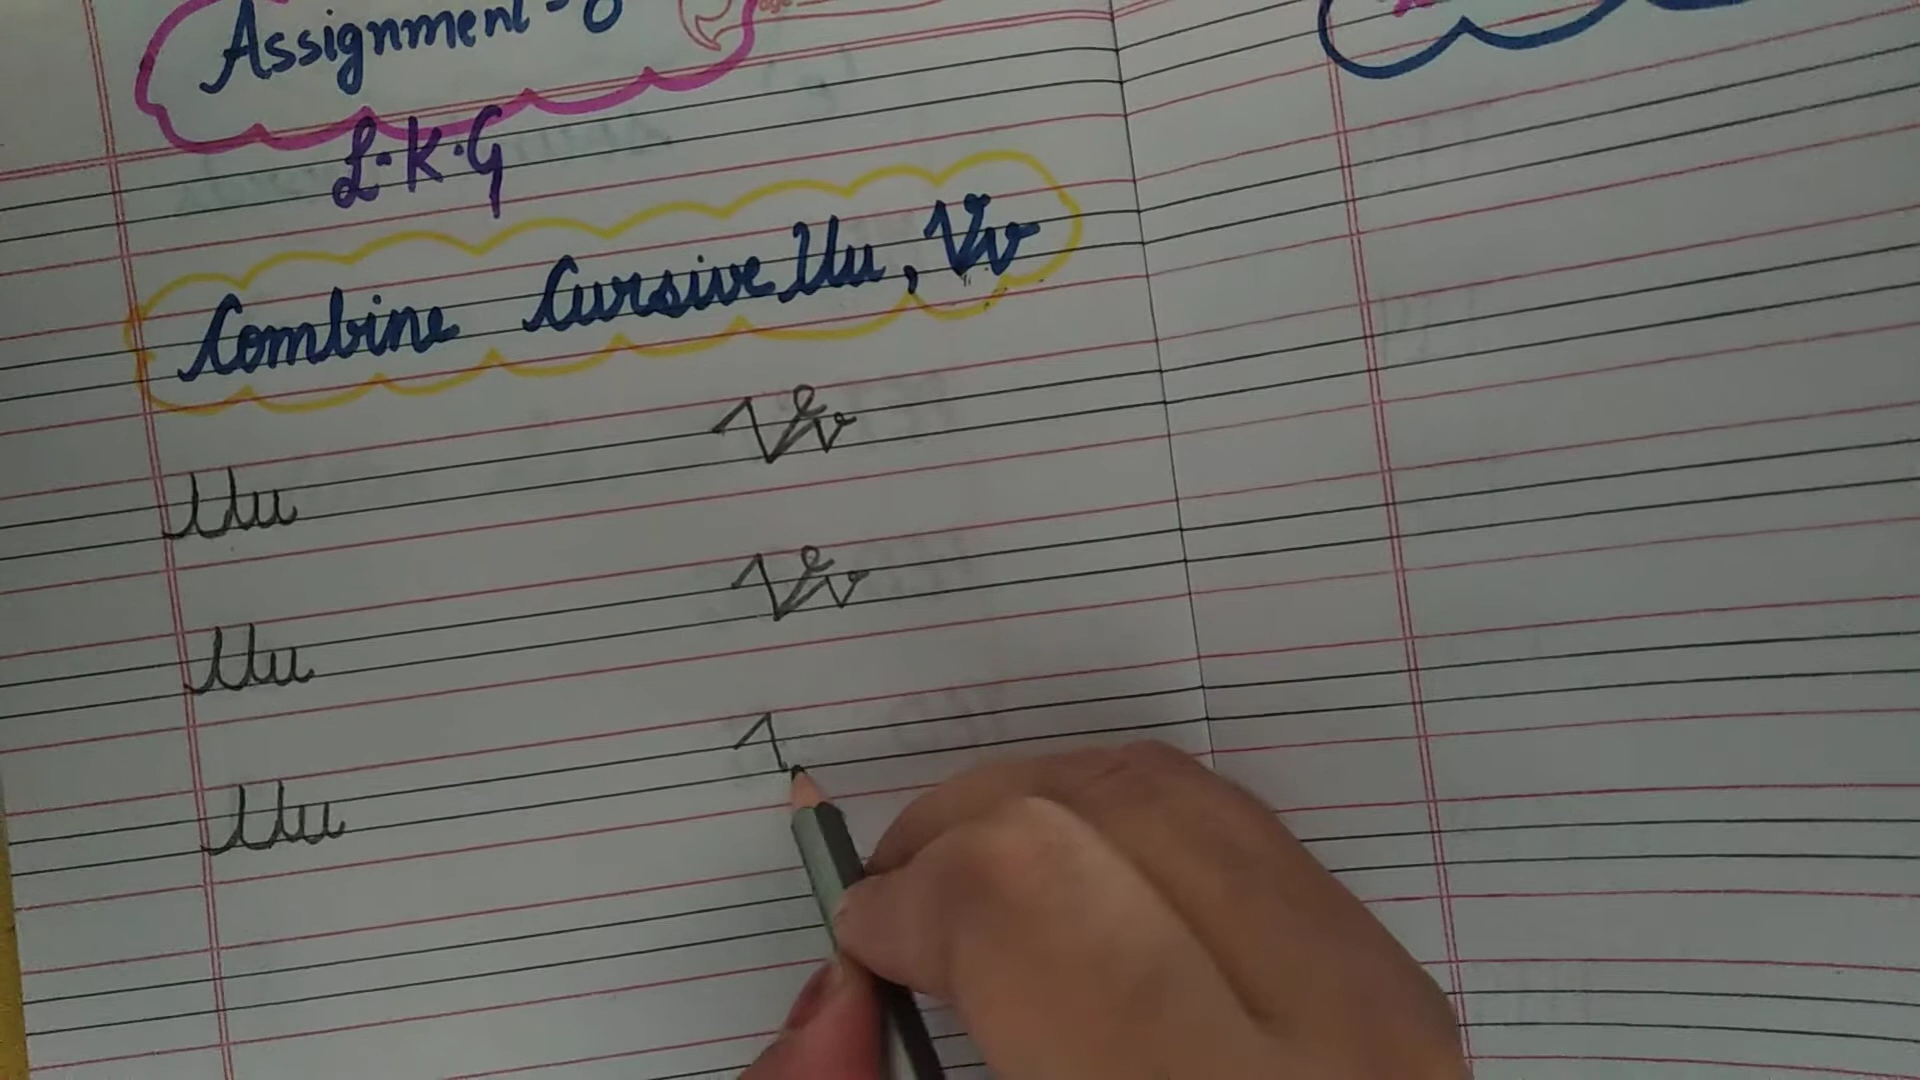 Assignment-
L.K.G
Combine Cursive Uu, Vv
Uu Vv
Uu Vv
Uu